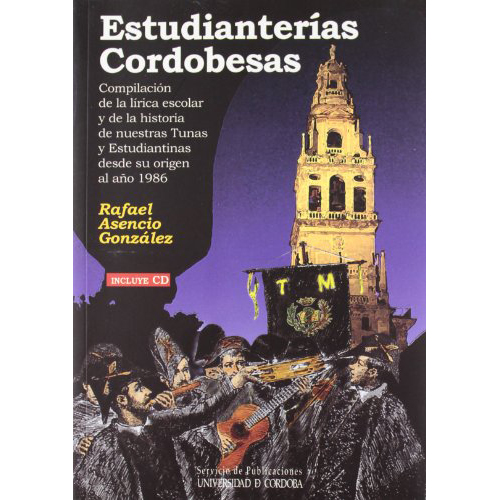 Estudianterías
Cordobesas
Compilación
de la lírica escolar
y de la historia
de nuestras Tunas
y Estudiantinas
desde su origen
al año 1986
Rafael
Asencio
González
INCLUYE CD
Y T M I
Servicio de Publicaciones
UNIVERSIDAD D CORDOBA